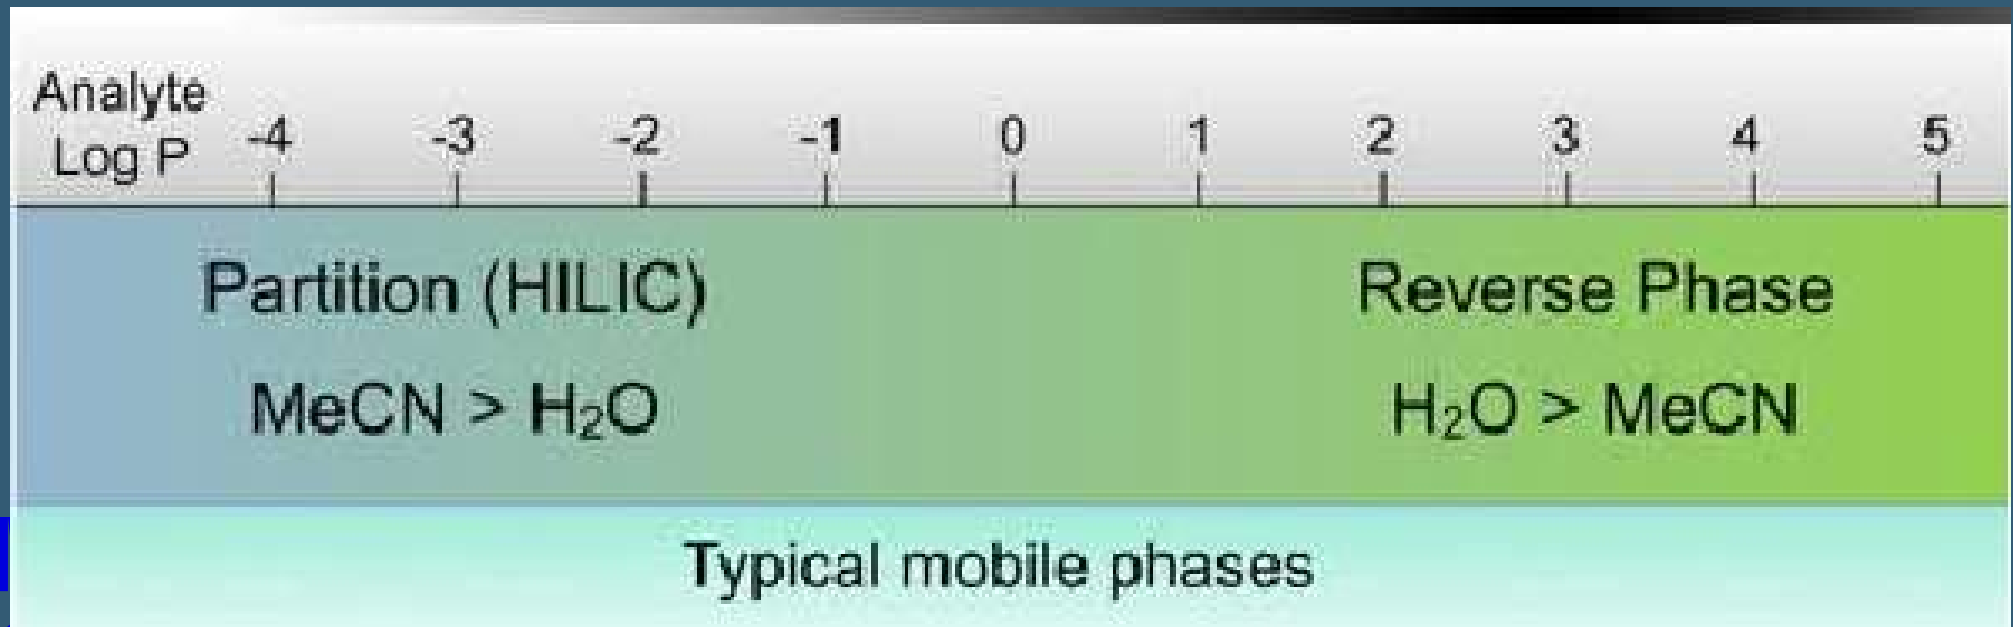 Analyte
Log P -4 -3 -2 -1 0 1 2 3 4 5
Partition (HILIC) Reverse Phase
MeCN > H₂O H₂O > MeCN
Typical mobile phases